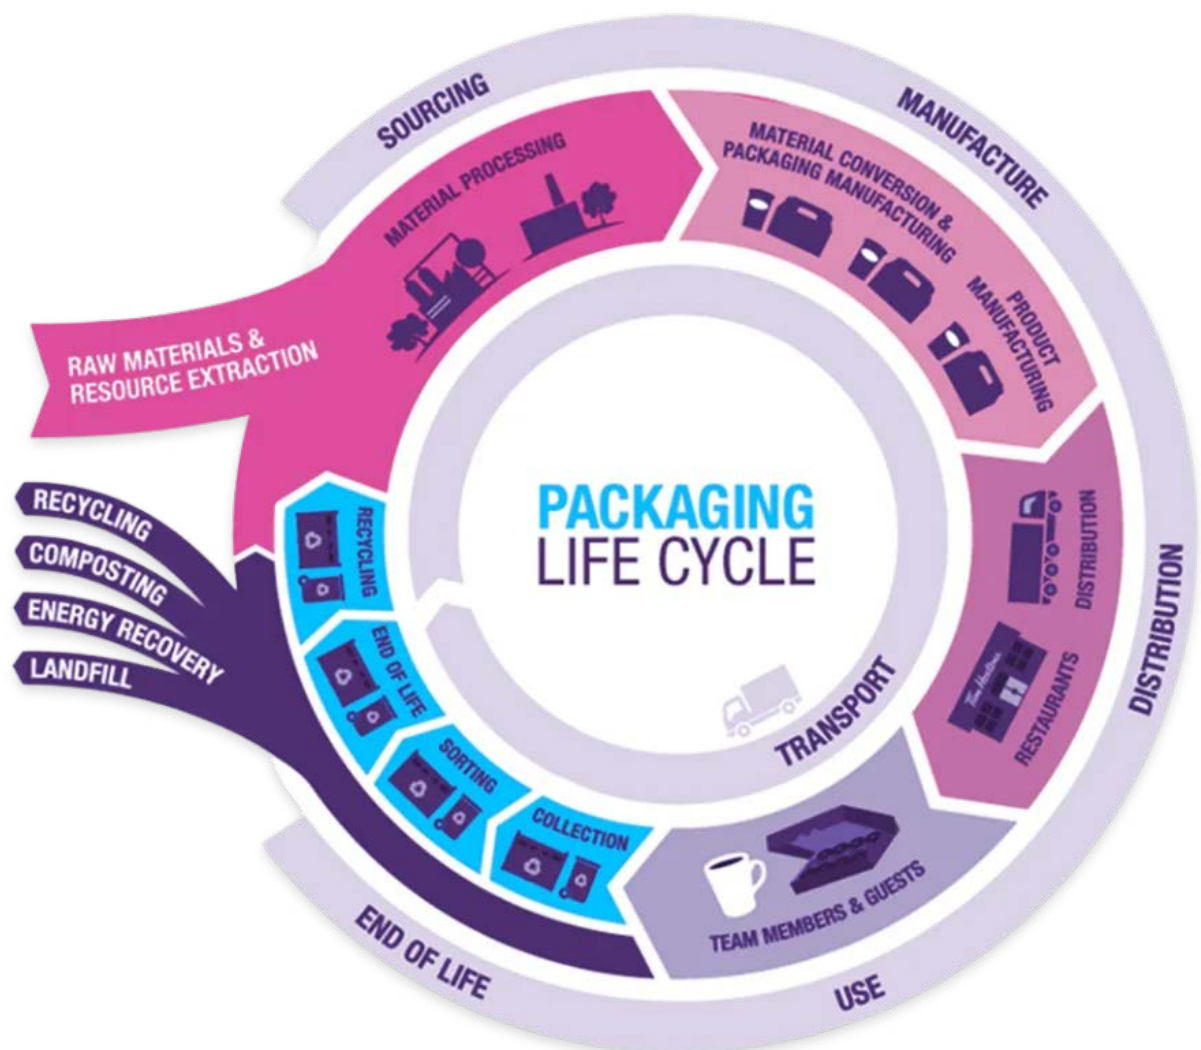 SOURCING
MANUFACTURE
MATERIAL PROCESSING
MATERIAL CONVERSION &
PACKAGING MANUFACTURING
PRODUCT
MANUFACTURING
RAW MATERIALS &
RESOURCE EXTRACTION
PACKAGING
LIFE CYCLE
RECYCLING
COMPOSTING
ENERGY RECOVERY
LANDFILL
RECYCLING
END OF LIFE
SORTING
COLLECTION
DISTRIBUTION
Tim Hortons
RESTAURANTS
DISTRIBUTION
TRANSPORT
TEAM MEMBERS & GUESTS
END OF LIFE
USE